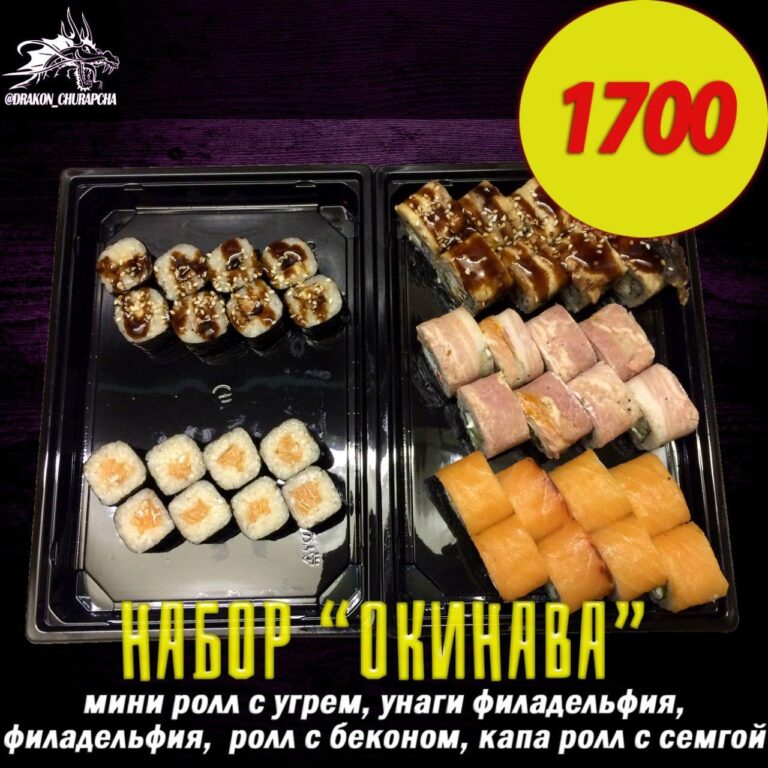 @DRAKON_CHURAPCHA
1700
НАБОР “ОКИНАВА”
мини ролл с угрем, унаги филадельфия,
филадельфия, ролл с беконом, капа ролл с семгой